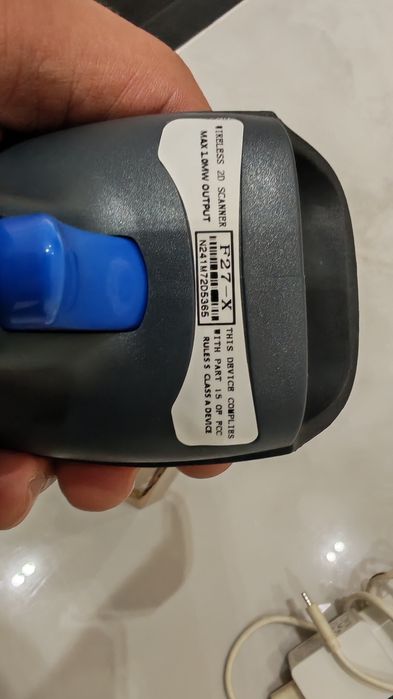 WIRELESS 2D SCANNER
MAX 1.0MW OUTPUT
F27-X
N241M72D5365
THIS DEVICE COMPLIES
WITH PART 15 OF FCC
RULES S CLASS A DEVICE